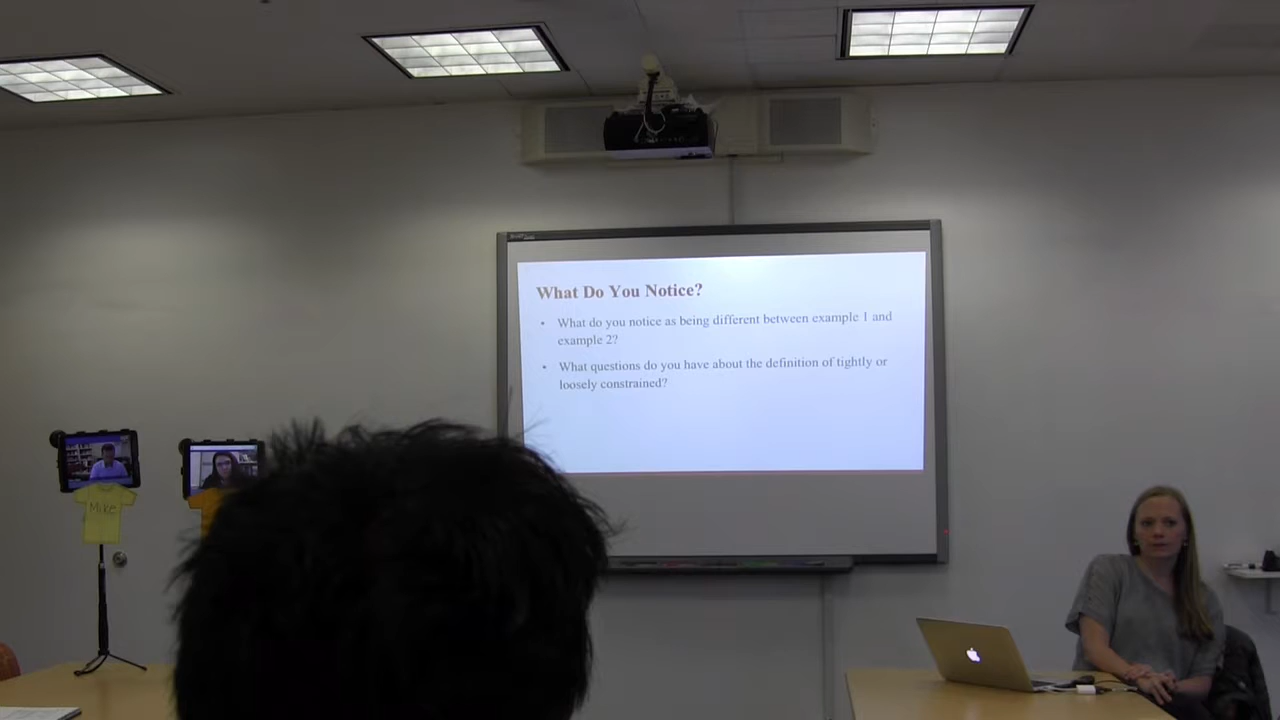 What Do You Notice?
• What do you notice as being different between example 1 and
example 2?
• What questions do you have about the definition of tightly or
loosely constrained?
Mike